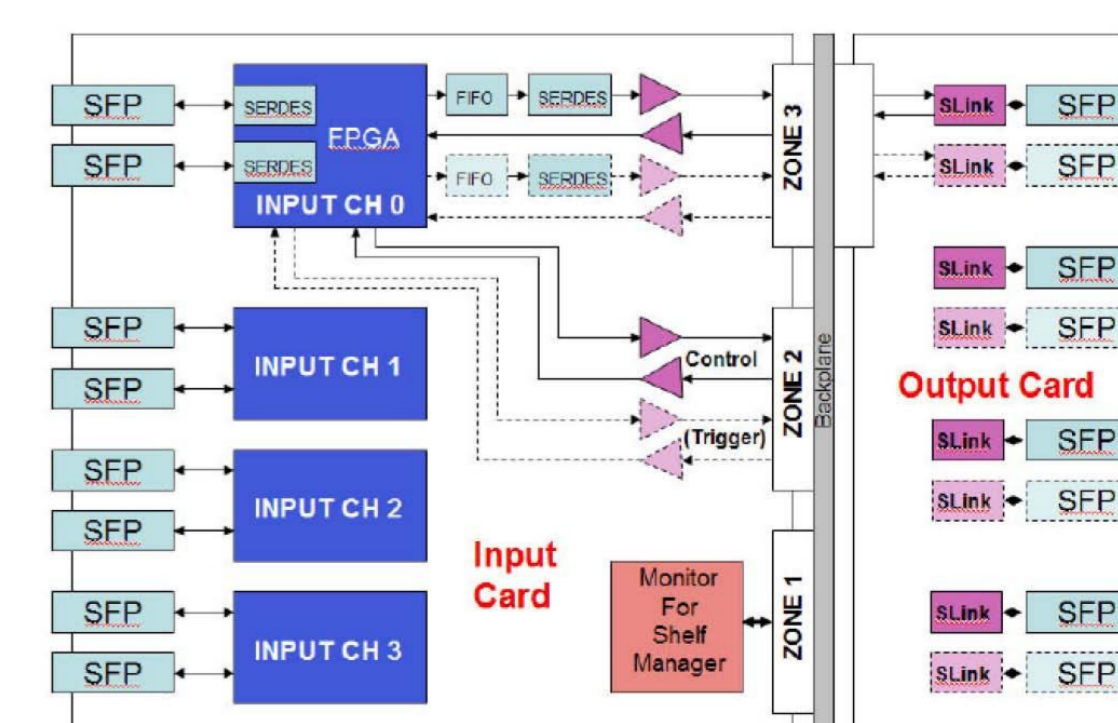 SFP
SERDES
FIFO
SERDES
SLink
SFP
FPGA
SFP
SERDES
FIFO
SERDES
ZONE 3
SLink
SFP
INPUT CH 0
SLink
SFP
SFP
SLink
SFP
INPUT CH 1
Control
SFP
ZONE 2
Backplane
Output Card
(Trigger)
SLink
SFP
SFP
INPUT CH 2
SLink
SFP
SFP
Input
Card
Monitor
For
Shelf
Manager
ZONE 1
SFP
SLink
SFP
INPUT CH 3
SFP
SLink
SFP